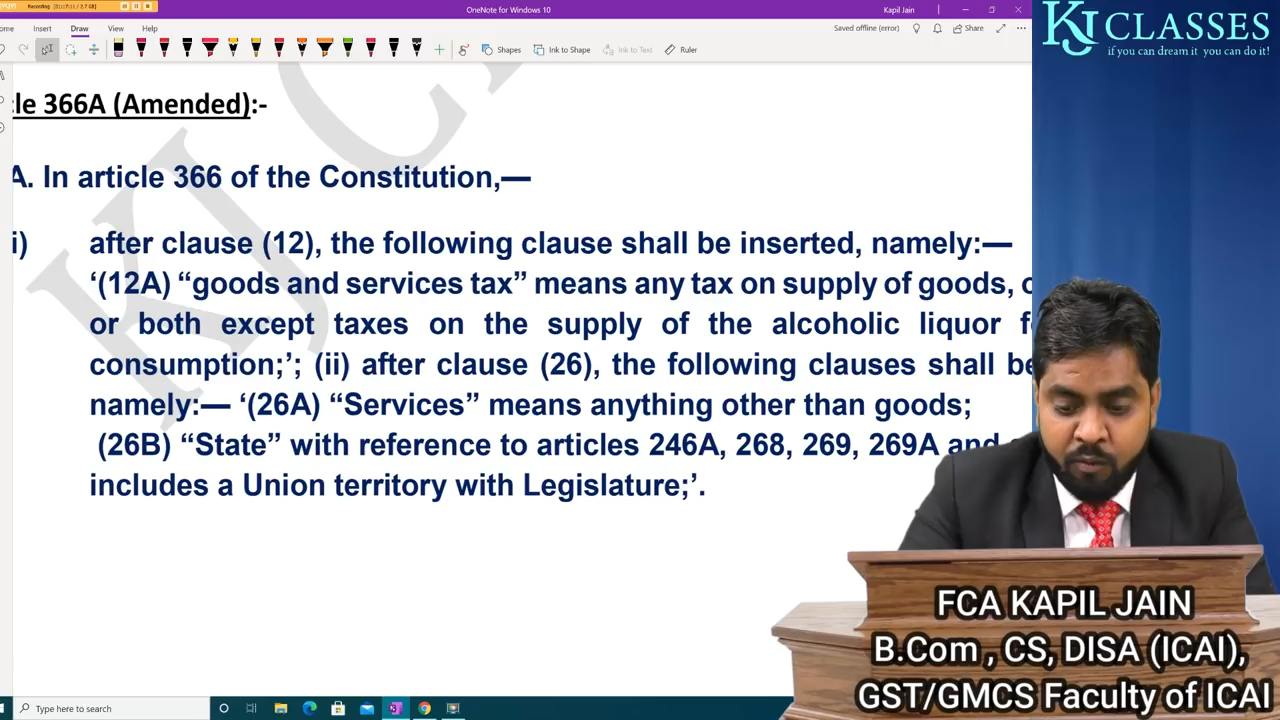 Recording
OneNote for Windows 10
Kapil Jain
Insert
Draw
View
Help
Saved offline (error)
Share
Shapes
Ink to Shape
Ink to Text
Ruler
KJ CLASSES
if you can dream it you can do it!
366A (Amended):-
In article 366 of the Constitution,—
i) after clause (12), the following clause shall be inserted, namely:—
‘(12A) “goods and services tax” means any tax on supply of goods,
or both except taxes on the supply of the alcoholic liquor
consumption;’; (ii) after clause (26), the following clauses shall be
namely:— ‘(26A) “Services” means anything other than goods;
(26B) “State” with reference to articles 246A, 268, 269, 269A and
includes a Union territory with Legislature;’.
KJ C
FCA KAPIL JAIN
B.Com , CS, DISA (ICAI),
GST/GMCS Faculty of ICAI
Type here to search